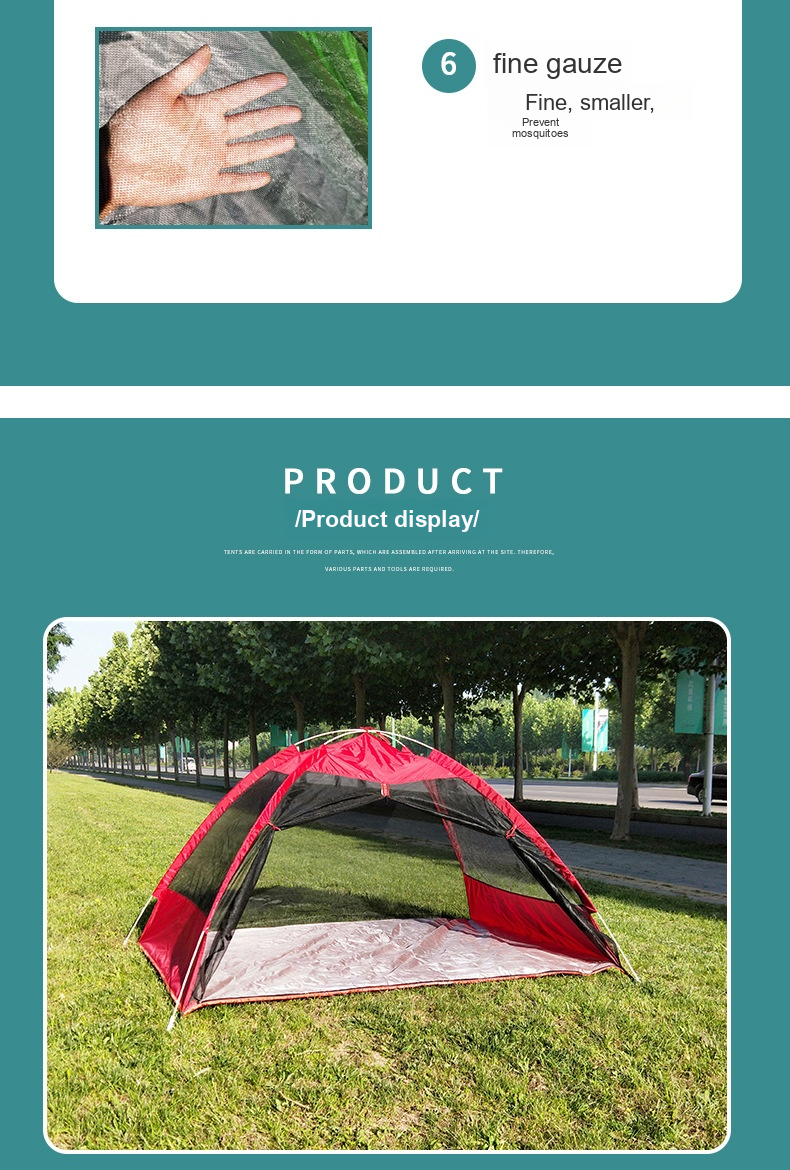 6
fine gauze
Fine, smaller,
Prevent
mosquitoes
PRODUCT
/Product display/
TENTS ARE CARRIED IN THE FORM OF PARTS, WHICH ARE ASSEMBLED AFTER ARRIVING AT THE SITE. THEREFORE,
VARIOUS PARTS AND TOOLS ARE REQUIRED.